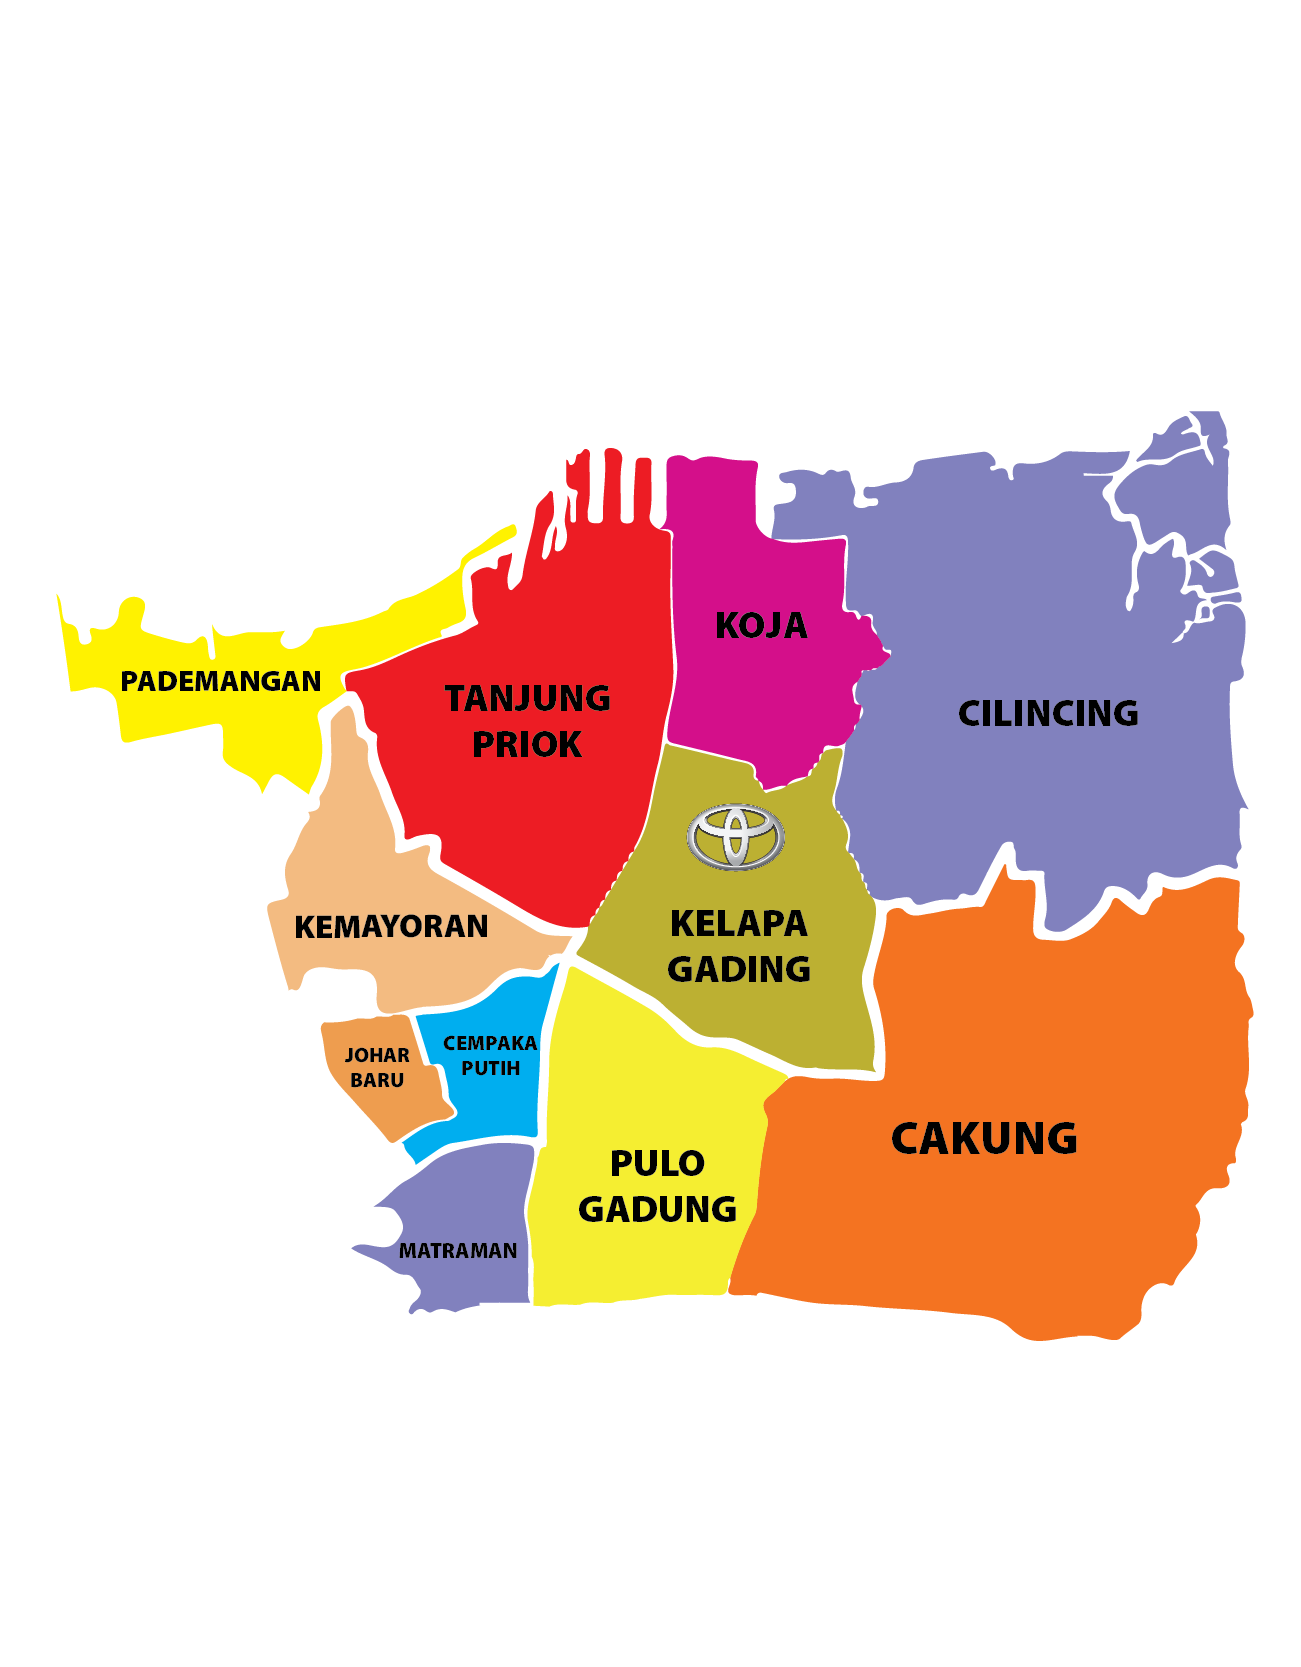 KOJA
PADEMANGAN
TANJUNG
PRIOK
CILINCING
KEMAYORAN
KELAPA
GADING
JOHAR
BARU
CEMPAKA
PUTIH
CAKUNG
PULO
GADUNG
MATRAMAN